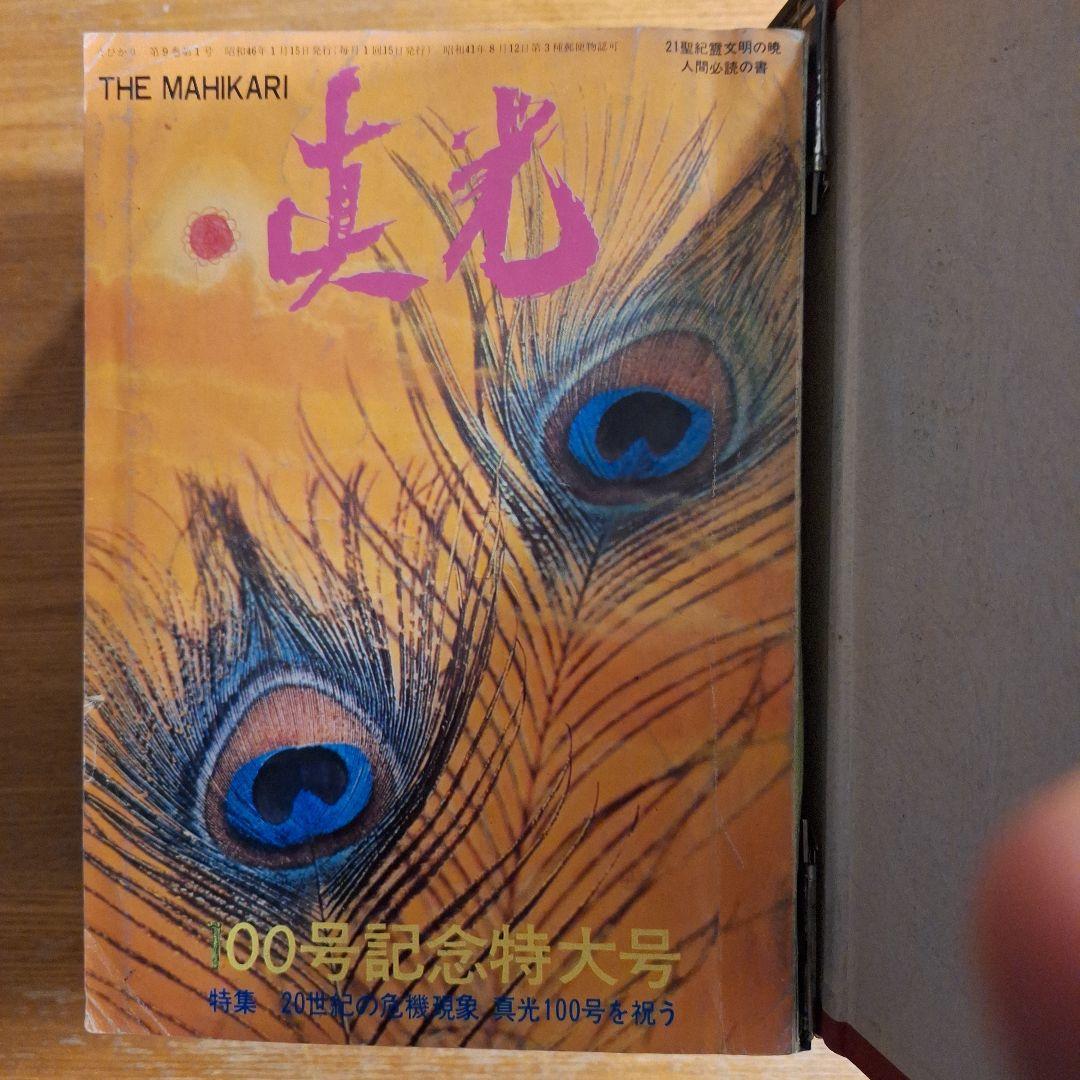 まひかり 第9巻第1号 昭和46年1月15日発行(毎月1回15日発行) 昭和41年8月12日第3種郵便物認可
21聖紀霊文明の暁
人間必読の書
THE MAHIKARI
真光
100号記念特大号
特集 20世紀の危機現象 真光100号を祝う